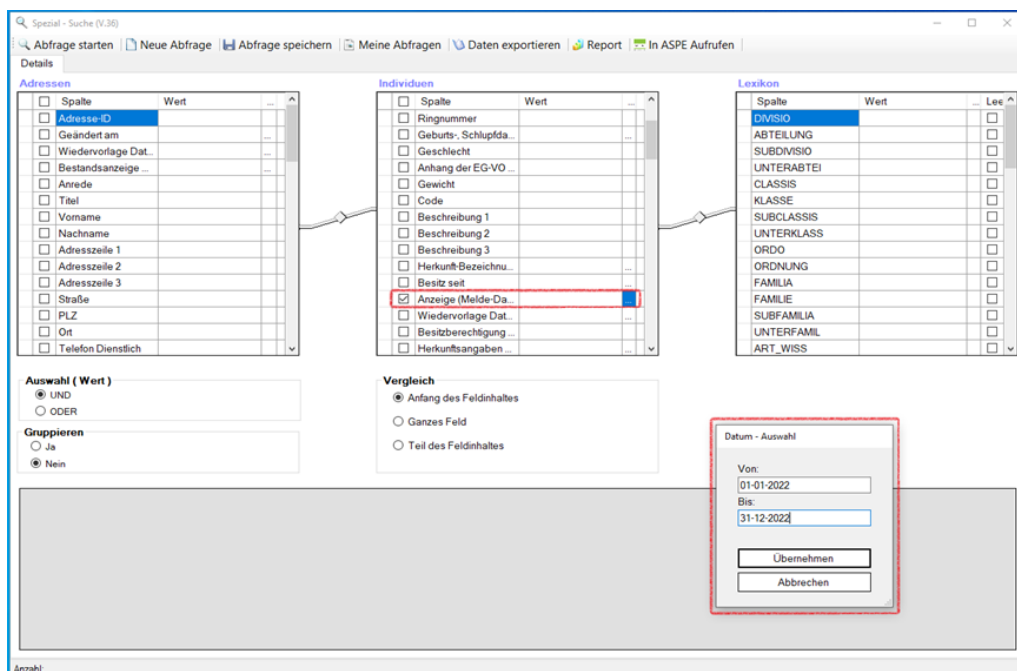 Spezial - Suche (V.36)
Abfrage starten | Neue Abfrage | Abfrage speichern | Meine Abfragen | Daten exportieren | Report | In ASPE Aufrufen |
Details
Adressen
Spalte Wert ...
Adresse-ID
Geändert am ...
Wiedervorlage Dat... ...
Bestandsanzeige ... ...
Anrede
Titel
Vorname
Nachname
Adresszeile 1
Adresszeile 2
Adresszeile 3
Straße
PLZ
Ort
Telefon Dienstlich
Individuen
Spalte Wert ...
Ringnummer
Geburts-, Schlupfda... ...
Geschlecht
Anhang der EG-VO ...
Gewicht
Code
Beschreibung 1
Beschreibung 2
Beschreibung 3
Herkunft-Bezeichnu... ...
Besitz seit ...
Anzeige (Melde-Da... ...
Wiedervorlage Dat... ...
Besitzberechtigung ...
Herkunftsangaben ... ...
Lexikon
Spalte Wert ... Lee
DIVISIO
ABTEILUNG
SUBDIVISIO
UNTERABTEI
CLASSIS
KLASSE
SUBCLASSIS
UNTERKLASS
ORDO
ORDNUNG
FAMILIA
FAMILIE
SUBFAMILIA
UNTERFAMIL
ART_WISS
Auswahl ( Wert )
UND
ODER
Gruppieren
Ja
Nein
Vergleich
Anfang des Feldinhaltes
Ganzes Feld
Teil des Feldinhaltes
Datum - Auswahl
Von:
01-01-2022
Bis:
31-12-2022
Übernehmen
Abbrechen
Anzahl: